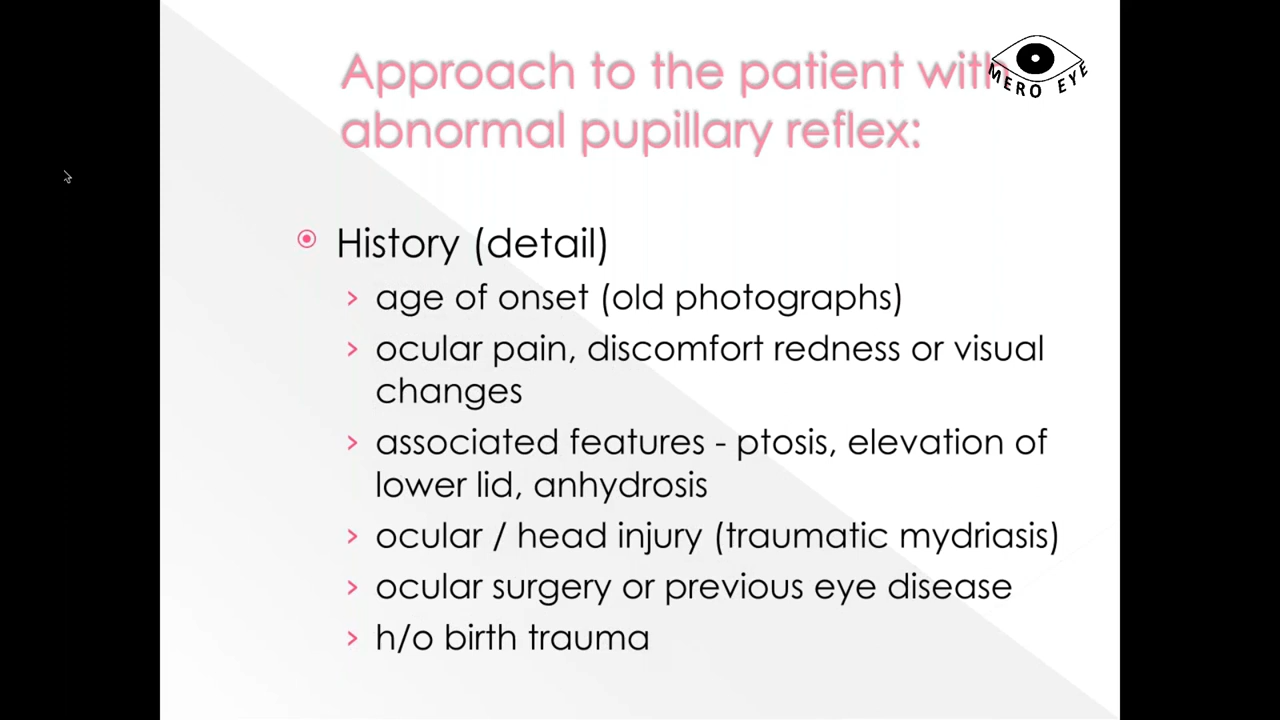 Approach to the patient with
abnormal pupillary reflex:
MERO EYE
History (detail)
age of onset (old photographs)
ocular pain, discomfort redness or visual
changes
associated features - ptosis, elevation of
lower lid, anhydrosis
ocular / head injury (traumatic mydriasis)
ocular surgery or previous eye disease
h/o birth trauma